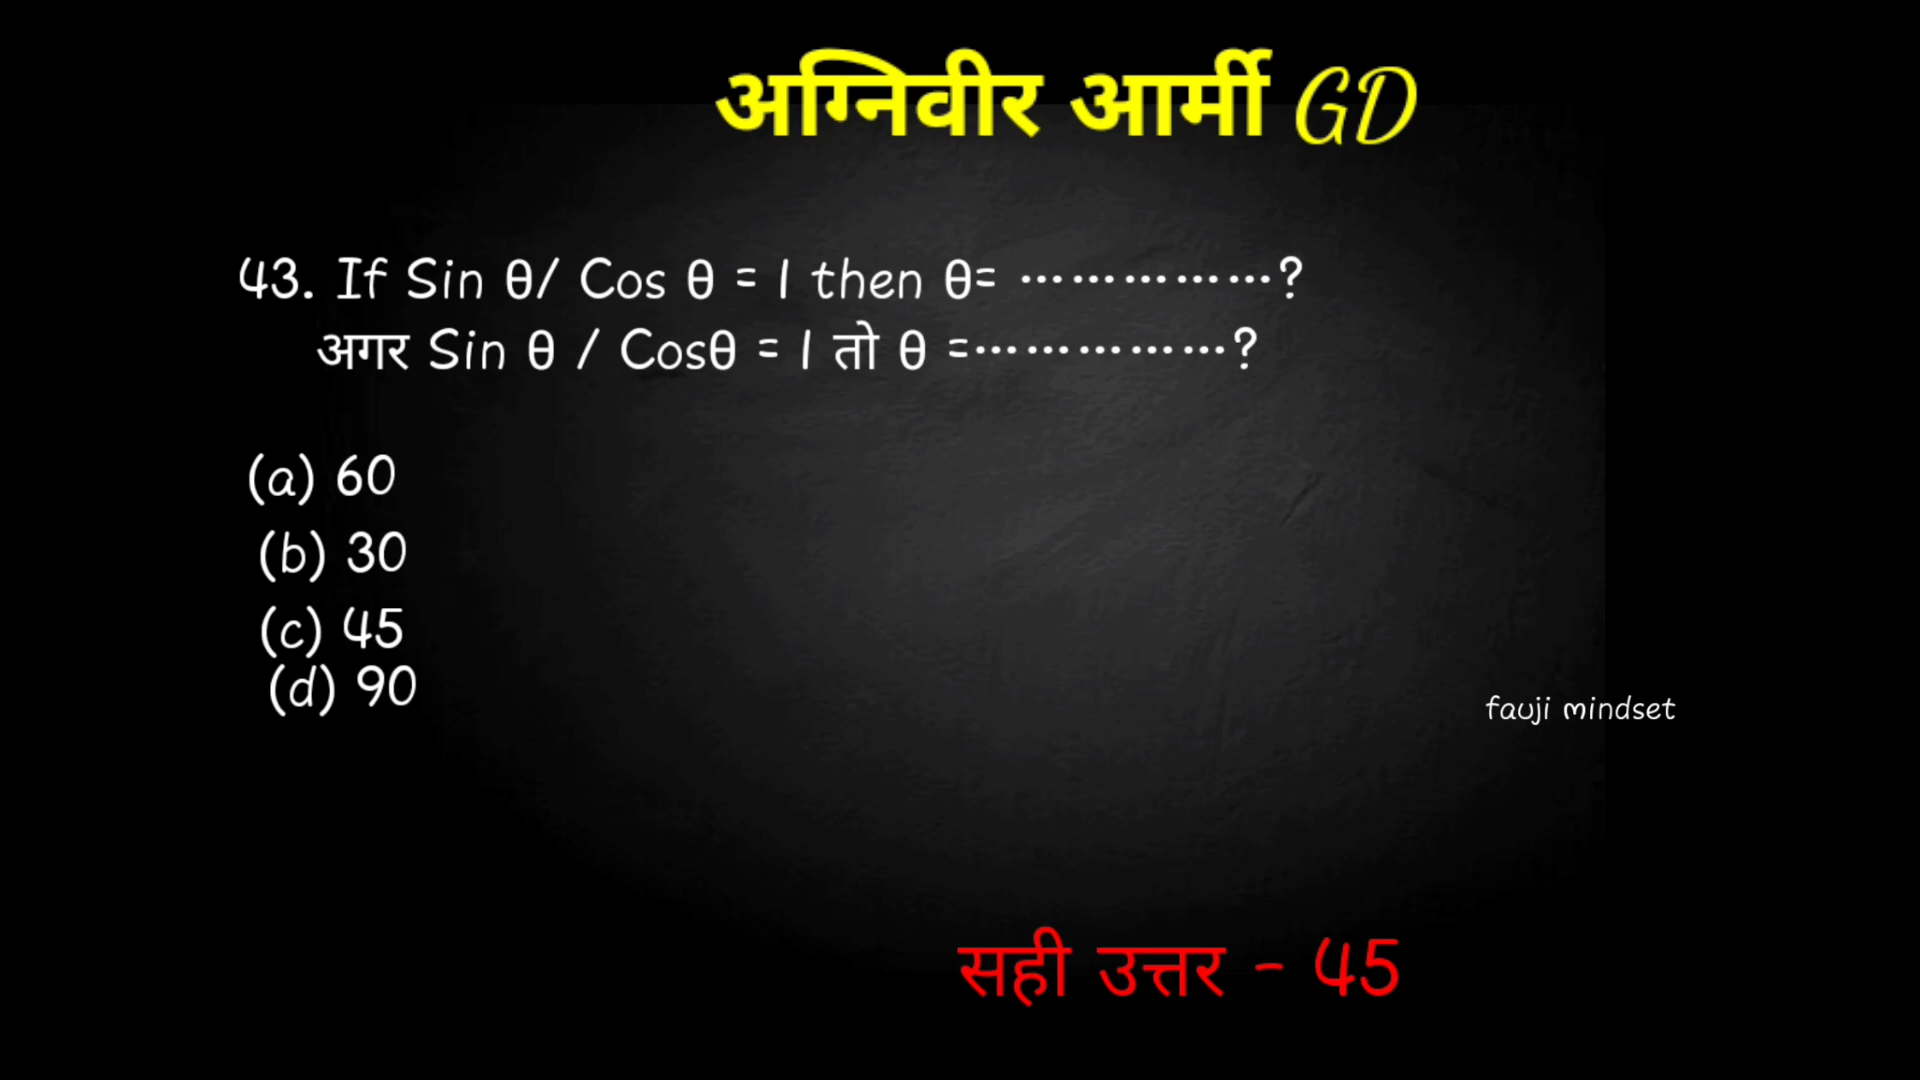 अग्निवीर आर्मी GD
43. If Sin θ/ Cos θ = 1 then θ= ……………?
अगर Sin θ / Cosθ = 1 तो θ =……………?
(a) 60
(b) 30
(c) 45
(d) 90
fauji mindset
सही उत्तर - 45